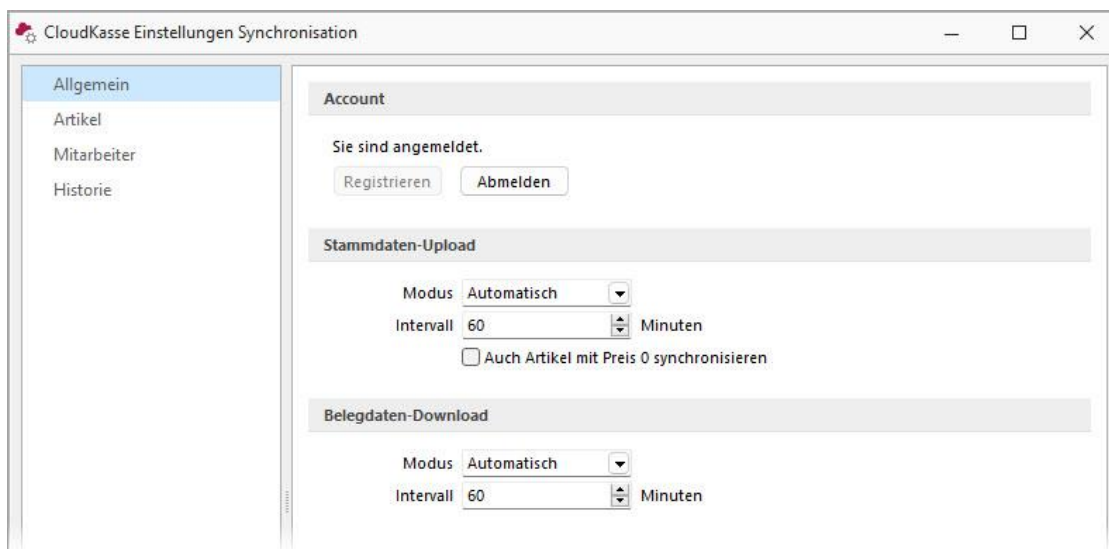 CloudKasse Einstellungen Synchronisation
Allgemein
Artikel
Mitarbeiter
Historie
Account
Sie sind angemeldet.
Registrieren Abmelden
Stammdaten-Upload
Modus Automatisch
Intervall 60 Minuten
Auch Artikel mit Preis 0 synchronisieren
Belegdaten-Download
Modus Automatisch
Intervall 60 Minuten